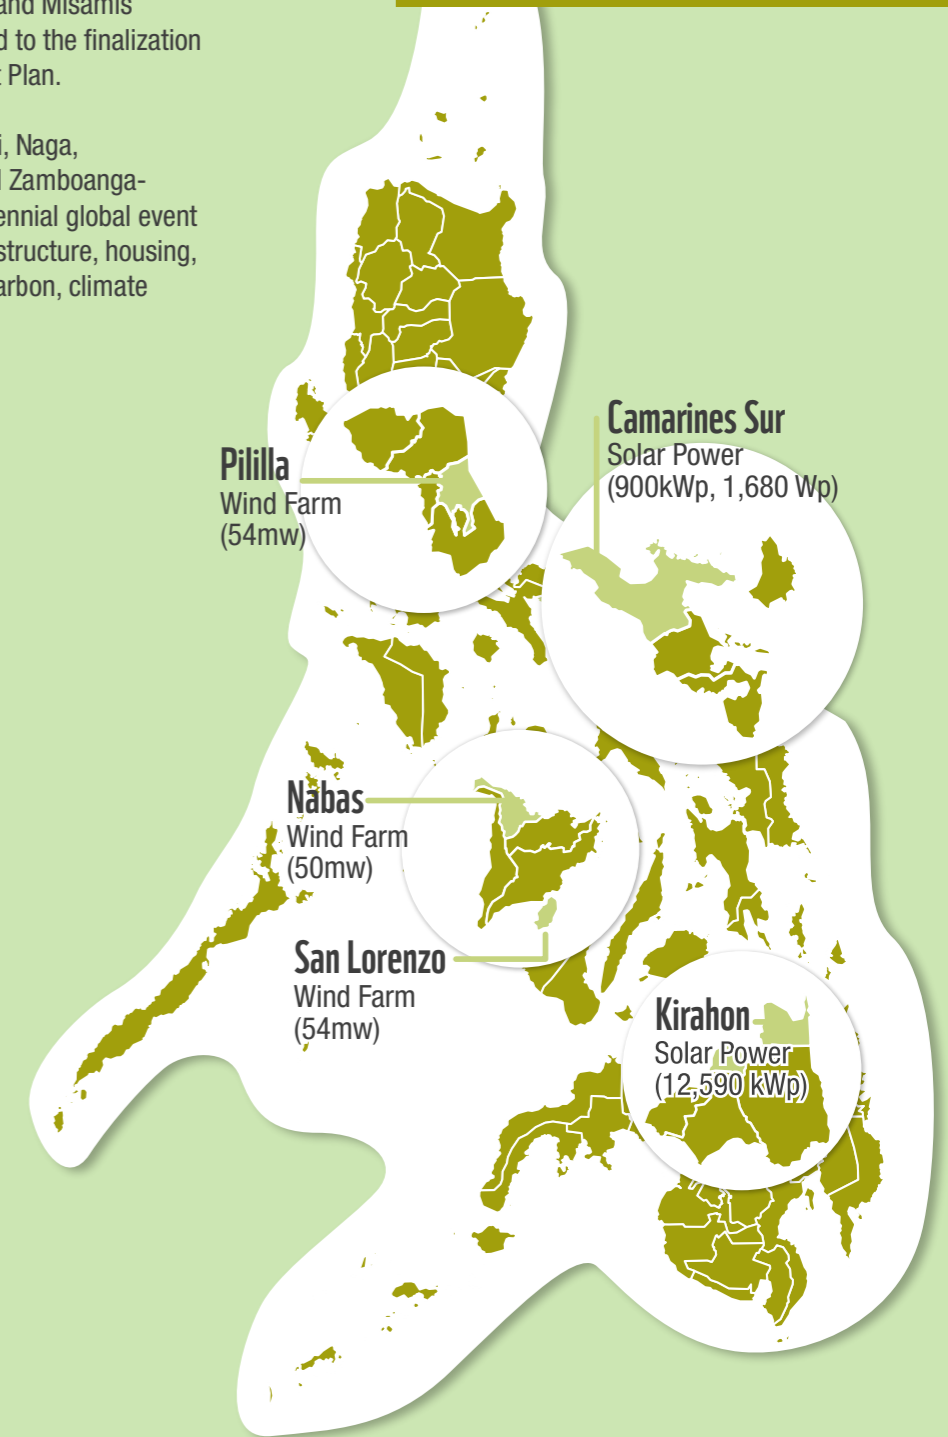 and Misamis
d to the finalization
t Plan.
i, Naga,
l Zamboanga-
ennial global event
structure, housing,
arbon, climate
Camarines Sur
Solar Power
(900kWp, 1,680 Wp)
Pililla
Wind Farm
(54mw)
Nabas
Wind Farm
(50mw)
San Lorenzo
Wind Farm
(54mw)
Kirahon
Solar Power
(12,590 kWp)